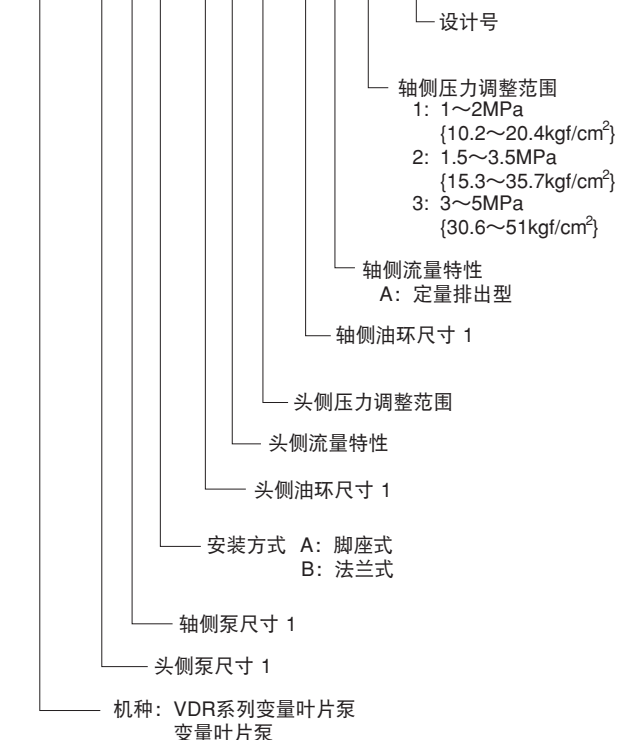 设计号
轴侧压力调整范围
1: 1～2MPa
{10.2～20.4kgf/cm²}
2: 1.5～3.5MPa
{15.3～35.7kgf/cm²}
3: 3～5MPa
{30.6～51kgf/cm²}
轴侧流量特性
A：定量排出型
轴侧油环尺寸 1
头侧压力调整范围
头侧流量特性
头侧油环尺寸 1
安装方式 A：脚座式
B：法兰式
轴侧泵尺寸 1
头侧泵尺寸 1
机种：VDR系列变量叶片泵
变量叶片泵